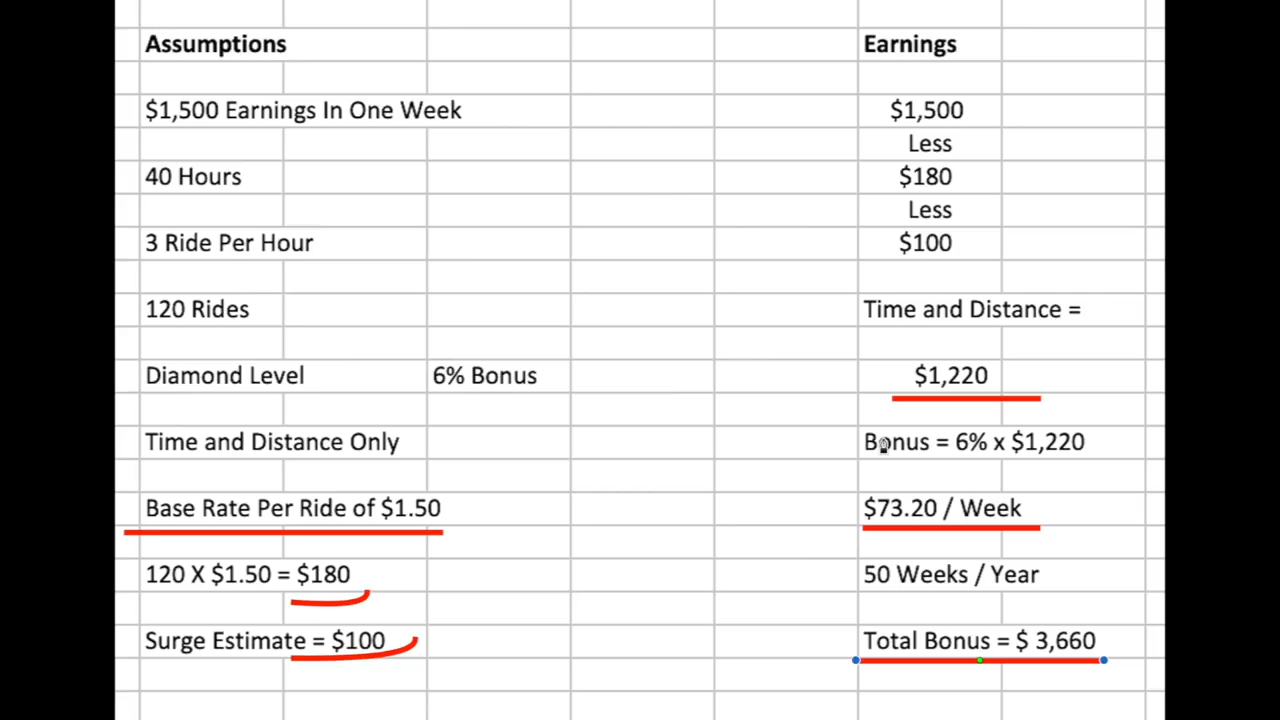 Assumptions
$1,500 Earnings In One Week
40 Hours
3 Ride Per Hour
120 Rides
Diamond Level 6% Bonus
Time and Distance Only
Base Rate Per Ride of $1.50
120 X $1.50 = $180
Surge Estimate = $100
Earnings
$1,500
Less
$180
Less
$100
Time and Distance =
$1,220
Bonus = 6% x $1,220
$73.20 / Week
50 Weeks / Year
Total Bonus = $ 3,660